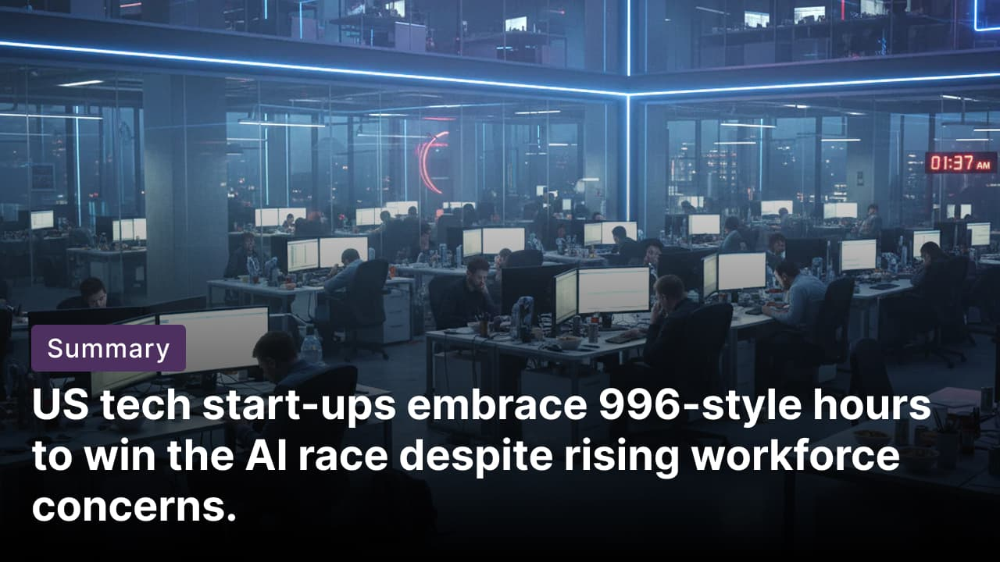 01:37 AM
Summary
US tech start-ups embrace 996-style hours
to win the AI race despite rising workforce
concerns.